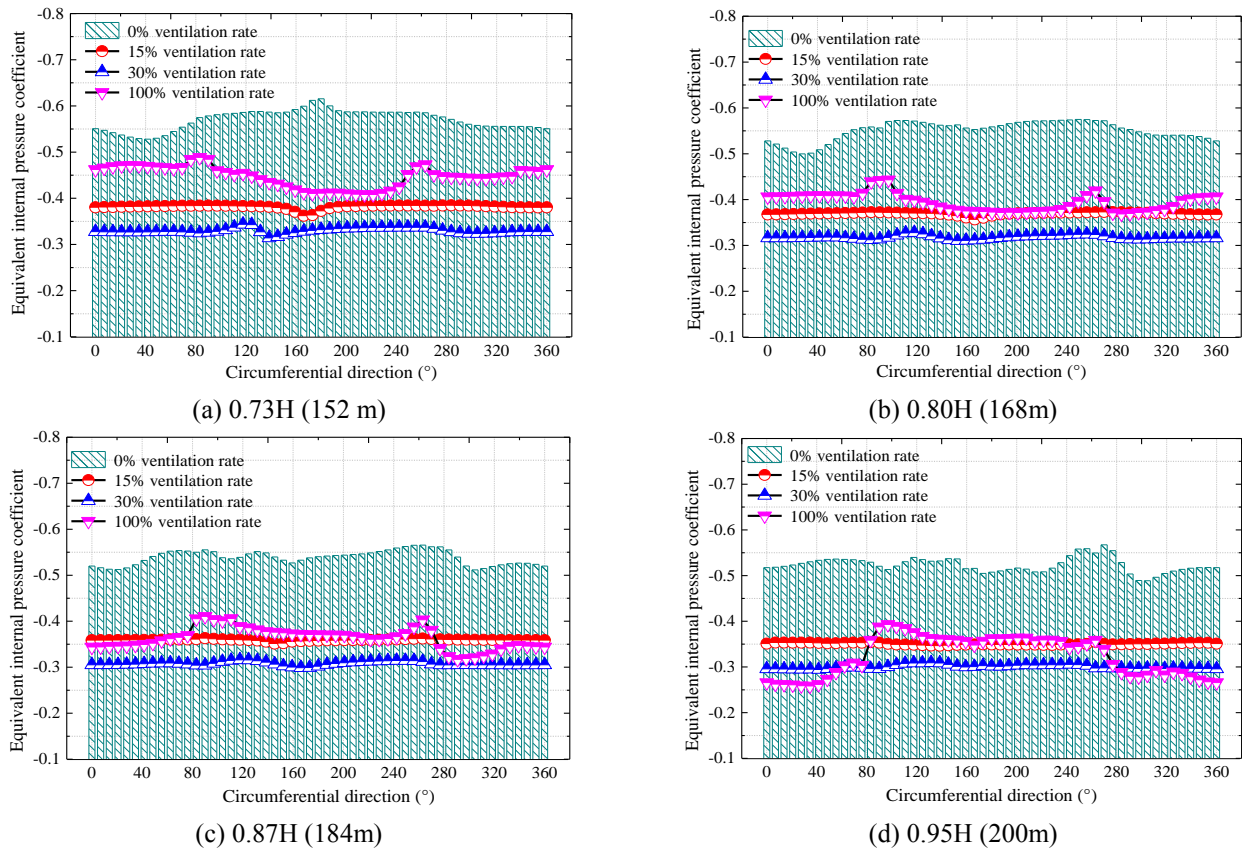 -0.8
-0.7
-0.6
-0.5
-0.4
-0.3
-0.2
-0.1
Equivalent internal pressure coefficient
0% ventilation rate
15% ventilation rate
30% ventilation rate
100% ventilation rate
0 40 80 120 160 200 240 280 320 360
Circumferential direction (°)
(a) 0.73H (152 m)
-0.8
-0.7
-0.6
-0.5
-0.4
-0.3
-0.2
-0.1
Equivalent internal pressure coefficient
0% ventilation rate
15% ventilation rate
30% ventilation rate
100% ventilation rate
0 40 80 120 160 200 240 280 320 360
Circumferential direction (°)
(b) 0.80H (168m)
-0.8
-0.7
-0.6
-0.5
-0.4
-0.3
-0.2
-0.1
Equivalent internal pressure coefficient
0% ventilation rate
15% ventilation rate
30% ventilation rate
100% ventilation rate
0 40 80 120 160 200 240 280 320 360
Circumferential direction (°)
(c) 0.87H (184m)
-0.8
-0.7
-0.6
-0.5
-0.4
-0.3
-0.2
-0.1
Equivalent internal pressure coefficient
0% ventilation rate
15% ventilation rate
30% ventilation rate
100% ventilation rate
0 40 80 120 160 200 240 280 320 360
Circumferential direction (°)
(d) 0.95H (200m)